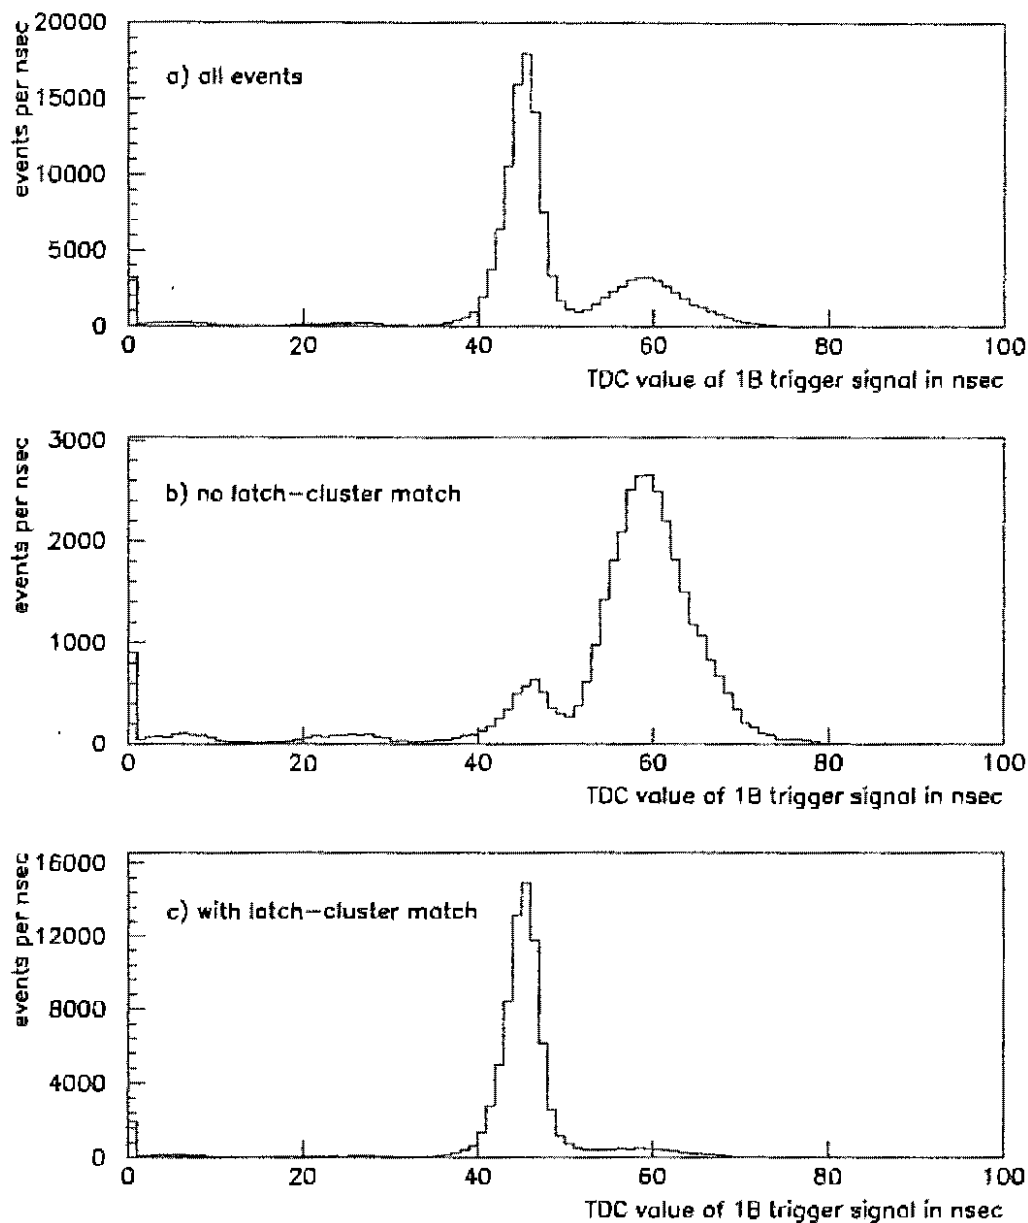 20000
15000
10000
5000
0
events per nsec
a) all events
0 20 40 60 80 100
TDC value of 1B trigger signal in nsec
3000
2000
1000
0
events per nsec
b) no latch-cluster match
0 20 40 60 80 100
TDC value of 1B trigger signal in nsec
16000
12000
8000
4000
0
events per nsec
c) with latch-cluster match
0 20 40 60 80 100
TDC value of 1B trigger signal in nsec